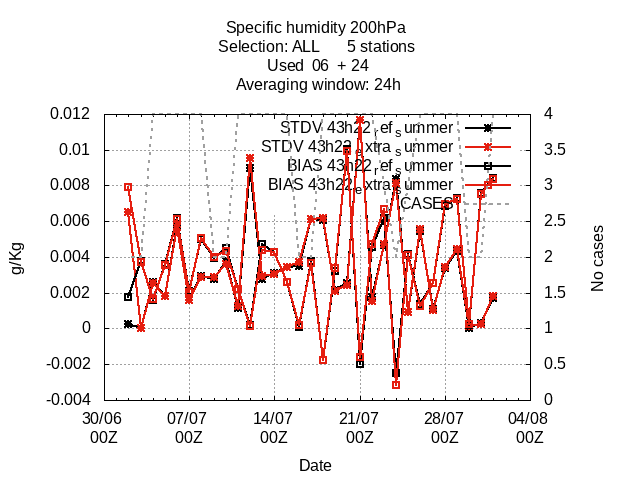 Specific humidity 200hPa
Selection: ALL      5 stations
Used  06  + 24
Averaging window: 24h
STDV 43h22_ref_summer
STDV 43h22_extra_summer
BIAS 43h22_ref_summer
BIAS 43h22_extra_summer
CASES
0.012
0.01
0.008
0.006
0.004
0.002
0
-0.002
-0.004
g/Kg
4
3.5
3
2.5
2
1.5
1
0.5
0
No cases
30/06 07/07 14/07 21/07 28/07 04/08
00Z 00Z 00Z 00Z 00Z 00Z
Date